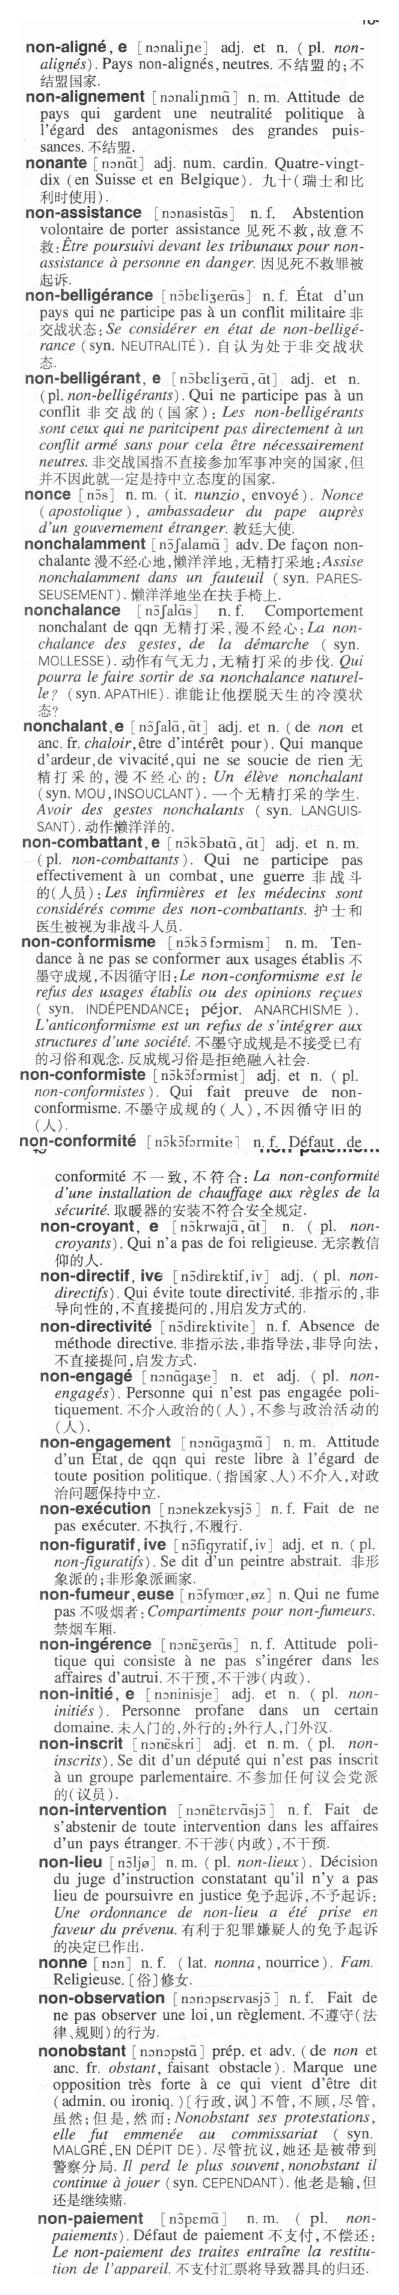 non-aligné, e [nɔnaliɲe] adj. et n. ( pl. non-
alignés ) . Pays non-alignés, neutres. 不结盟的;不
结盟国家.
non-alignement [nɔnaliɲmɑ̃] n. m. Attitude de
pays qui gardent une neutralité politique à
l'égard des antagonismes des grandes puis-
sances. 不结盟.
nonante [nɔnɑ̃t] adj. num. cardin. Quatre-vingt-
dix ( en Suisse et en Belgique ) . 九十(瑞士和比
利时使用) .
non-assistance [nɔnasistɑ̃s] n. f. Abstention
volontaire de porter assistance 见死不救,故意不
救:Être poursuivi devant les tribunaux pour non-
assistance à personne en danger. 因见死不救罪被
起诉.
non-belligérance [nɔ̃beliʒerɑ̃s] n. f. État d'un
pays qui ne participe pas à un conflit militaire 非
交战状态:Se considérer en état de non-belligé-
rance ( syn. NEUTRALITÉ ) . 自认为处于非交战状
态.
non-belligérant, e [nɔ̃beliʒerɑ̃, ɑ̃t] adj. et n.
( pl. non-belligérants ) . Qui ne participe pas à un
conflit 非交战的(国家): Les non-belligérants
sont ceux qui ne paritcipent pas directement à un
conflit armé sans pour cela être nécessairement
neutres. 非交战国指不直接参加军事冲突的国家,但
并不因此就一定是持中立态度的国家.
nonce [nɔ̃s] n. m. ( it. nunzio, envoyé ) . Nonce
( apostolique ) , ambassadeur du pape auprès
d'un gouvernement étranger. 教廷大使.
nonchalamment [nɔ̃ʃalamɑ̃] adv. De façon non-
chalante 漫不经心地,懒洋洋地,无精打采地:Assise
nonchalamment dans un fauteuil ( syn. PARES-
SEUSEMENT ) . 懒洋洋地坐在扶手椅上.
nonchalance [nɔ̃ʃalɑ̃s] n. f. Comportement
nonchalant de qqn 无精打采,漫不经心:La non-
chalance des gestes, de la démarche ( syn.
MOLLESSE ) . 动作有气无力,无精打采的步伐. Qui
pourra le faire sortir de sa nonchalance naturel-
le? ( syn. APATHIE ) . 谁能让他摆脱天生的冷漠状
态?
nonchalant, e [nɔ̃ʃalɑ̃, ɑ̃t] adj. et n. ( de non et
anc. fr. chaloir, être d'intérêt pour ) . Qui manque
d'ardeur, de vivacité, qui ne se soucie de rien 无
精打采的,漫不经心的: Un élève nonchalant
( syn. MOU, INSOUCLANT ) . 一个无精打采的学生.
Avoir des gestes nonchalants ( syn. LANGUIS-
SANT ) . 动作懒洋洋的.
non-combattant, e [nɔ̃kɔ̃batɑ̃, ɑ̃t] adj. et n. m.
( pl. non-combattants ) . Qui ne participe pas
effectivement à un combat, une guerre 非战斗
的(人员):Les infirmières et les médecins sont
considérés comme des non-combattants. 护士和
医生被视为非战斗人员.
non-conformisme [nɔ̃kɔ̃fɔrmism] n. m. Ten-
dance à ne pas se conformer aux usages établis 不
墨守成规,不因循守旧:Le non-conformisme est le
refus des usages établis ou des opinions reçues
( syn. INDÉPENDANCE; péjor. ANARCHISME ) .
L'anticonformisme est un refus de s'intégrer aux
structures d'une société. 不墨守成规是不接受已有
的习俗和观念. 反成规习俗是拒绝融入社会.
non-conformiste [nɔ̃kɔ̃fɔrmist] adj. et n. ( pl.
non-conformistes ) . Qui fait preuve de non-
conformisme. 不墨守成规的(人),不因循守旧的
(人).
non-conformité [nɔ̃kɔ̃fɔrmite] n. f. Défaut de
conformité 不一致,不符合: La non-conformité
d'une installation de chauffage aux règles de la
sécurité. 取暖器的安装不符合安全规定.
non-croyant, e [nɔ̃krwajɑ̃, ɑ̃t] n. ( pl. non-
croyants ) . Qui n'a pas de foi religieuse. 无宗教信
仰的人.
non-directif, ive [nɔ̃dirɛktif, iv] adj. ( pl. non-
directifs ) . Qui évite toute directivité. 非指示的,非
导向性的,不直接提问的,用启发方式的.
non-directivité [nɔ̃dirɛktivite] n. f. Absence de
méthode directive. 非指示法,非指导法,非导向法,
不直接提问,启发方式.
non-engagé [nɔnɑ̃gaʒe] n. et adj. ( pl. non-
engagés ) . Personne qui n'est pas engagée poli-
tiquement. 不介入政治的(人),不参与政治活动的
(人).
non-engagement [nɔnɑ̃gaʒmɑ̃] n. m. Attitude
d'un État, de qqn qui reste libre à l'égard de
toute position politique. (指国家、人)不介入,对政
治问题保持中立.
non-exécution [nɔnekzekysjɔ̃] n. f. Fait de ne
pas exécuter. 不执行,不履行.
non-figuratif, ive [nɔ̃figyratif, iv] adj. et n. ( pl.
non-figuratifs ) . Se dit d'un peintre abstrait. 非形
象派的;非形象派画家.
non-fumeur, euse [nɔ̃fymœr, øz] n. Qui ne fume
pas 不吸烟者: Compartiments pour non-fumeurs.
禁烟车厢.
non-ingérence [nɔnɛ̃ʒerɑ̃s] n. f. Attitude poli-
tique qui consiste à ne pas s'ingérer dans les
affaires d'autrui. 不干预,不干涉(内政).
non-initié, e [nɔninisje] adj. et n. ( pl. non-
initiés ) . Personne profane dans un certain
domaine. 未入门的,外行的;外行人,门外汉.
non-inscrit [nɔnɛ̃skri] adj. et n. m. ( pl. non-
inscrits ) . Se dit d'un député qui n'est pas inscrit
à un groupe parlementaire. 不参加任何议会党派
的(议员).
non-intervention [nɔnɛ̃tɛrvɑ̃sjɔ̃] n. f. Fait de
s'abstenir de toute intervention dans les affaires
d'un pays étranger. 不干涉(内政),不干预.
non-lieu [nɔ̃ljø] n. m. ( pl. non-lieux ) . Décision
du juge d'instruction constatant qu'il n'y a pas
lieu de poursuivre en justice 免予起诉,不予起诉:
Une ordonnance de non-lieu a été prise en
faveur du prévenu. 有利于犯罪嫌疑人的免予起诉
的决定已作出.
nonne [nɔn] n. f. ( lat. nonna, nourrice ) . Fam.
Religieuse. [俗]修女.
non-observation [nɔnɔpsɛrvasjɔ̃] n. f. Fait de
ne pas observer une loi, un règlement. 不遵守(法
律、规则)的行为.
nonobstant [nɔnɔpstɑ̃] prép. et adv. ( de non et
anc. fr. obstant, faisant obstacle ) . Marque une
opposition très forte à ce qui vient d'être dit
( admin. ou ironiq. ) [行政,讽]不管,不顾,尽管,
虽然;但是,然而:Nonobstant ses protestations,
elle fut emmenée au commissariat ( syn.
MALGRÉ, EN DÉPIT DE ) . 尽管抗议,她还是被带到
警察分局. Il perd le plus souvent, nonobstant il
continue à jouer ( syn. CEPENDANT ) . 他老是输,但
还是继续赌.
non-paiement [nɔ̃pɛmɑ̃] n. m. ( pl. non-
paiements ) . Défaut de paiement 不支付,不偿还:
Le non-paiement des traites entraîne la restitu-
tion de l'appareil. 不支付汇票将导致器具的归还.